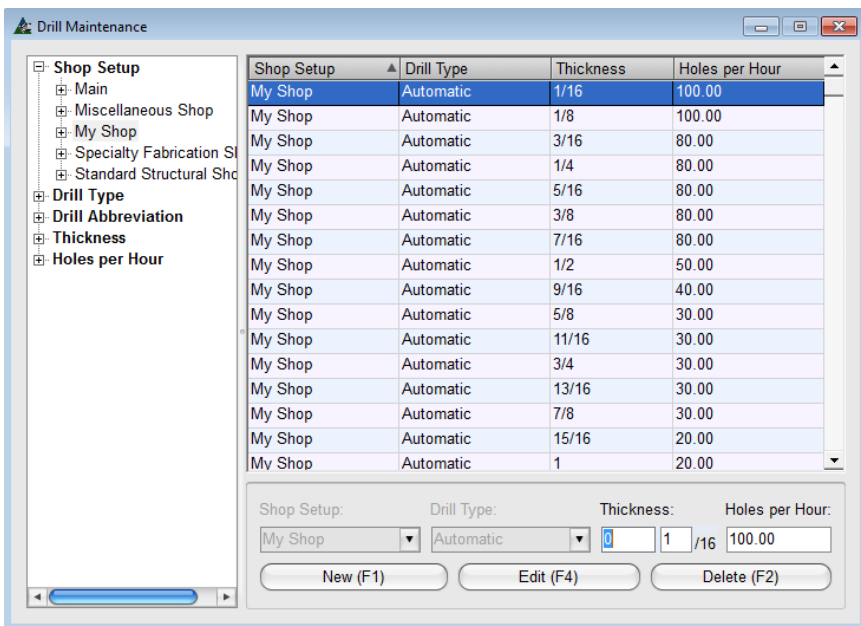 Drill Maintenance
Shop Setup
Main
Miscellaneous Shop
My Shop
Specialty Fabrication Sl
Standard Structural Shc
Drill Type
Drill Abbreviation
Thickness
Holes per Hour
Shop Setup Drill Type Thickness Holes per Hour
My Shop Automatic 1/16 100.00
My Shop Automatic 1/8 100.00
My Shop Automatic 3/16 80.00
My Shop Automatic 1/4 80.00
My Shop Automatic 5/16 80.00
My Shop Automatic 3/8 80.00
My Shop Automatic 7/16 80.00
My Shop Automatic 1/2 50.00
My Shop Automatic 9/16 40.00
My Shop Automatic 5/8 30.00
My Shop Automatic 11/16 30.00
My Shop Automatic 3/4 30.00
My Shop Automatic 13/16 30.00
My Shop Automatic 7/8 30.00
My Shop Automatic 15/16 20.00
My Shop Automatic 1 20.00
Shop Setup: Drill Type: Thickness: Holes per Hour:
My Shop Automatic 0 1 /16 100.00
New (F1) Edit (F4) Delete (F2)